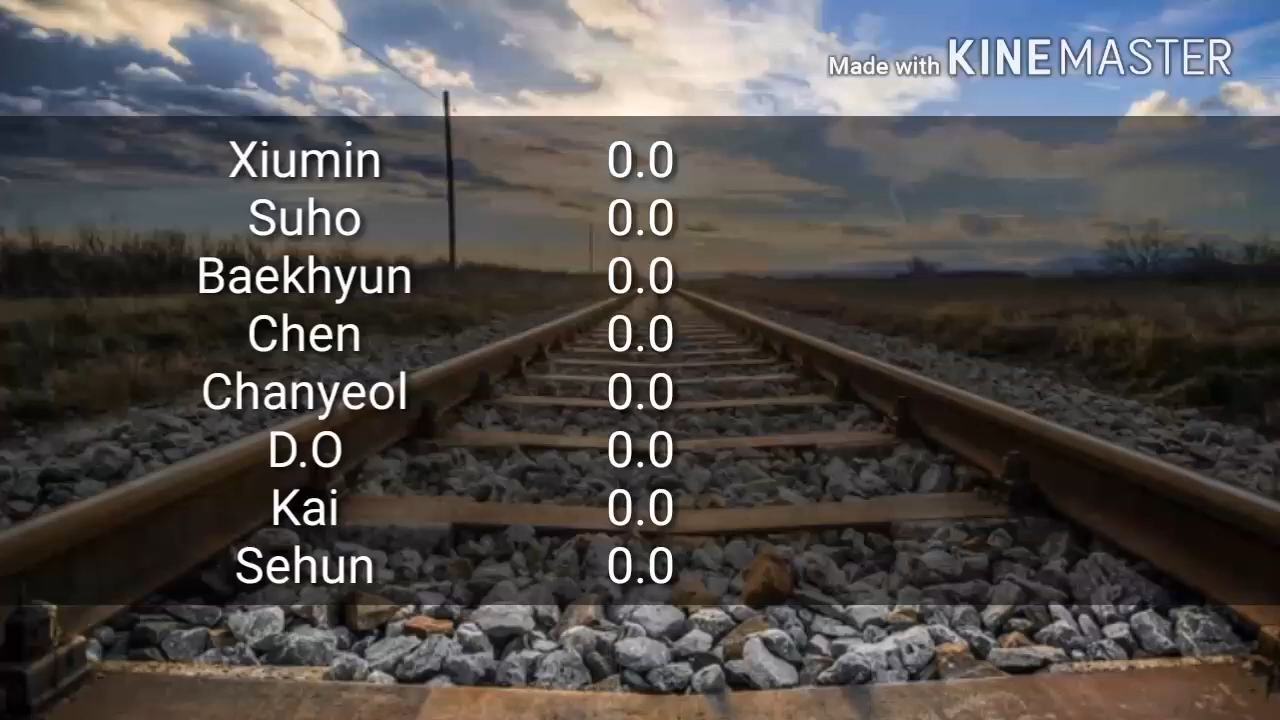 Made with KINEMASTER
Xiumin 0.0
Suho 0.0
Baekhyun 0.0
Chen 0.0
Chanyeol 0.0
D.O 0.0
Kai 0.0
Sehun 0.0